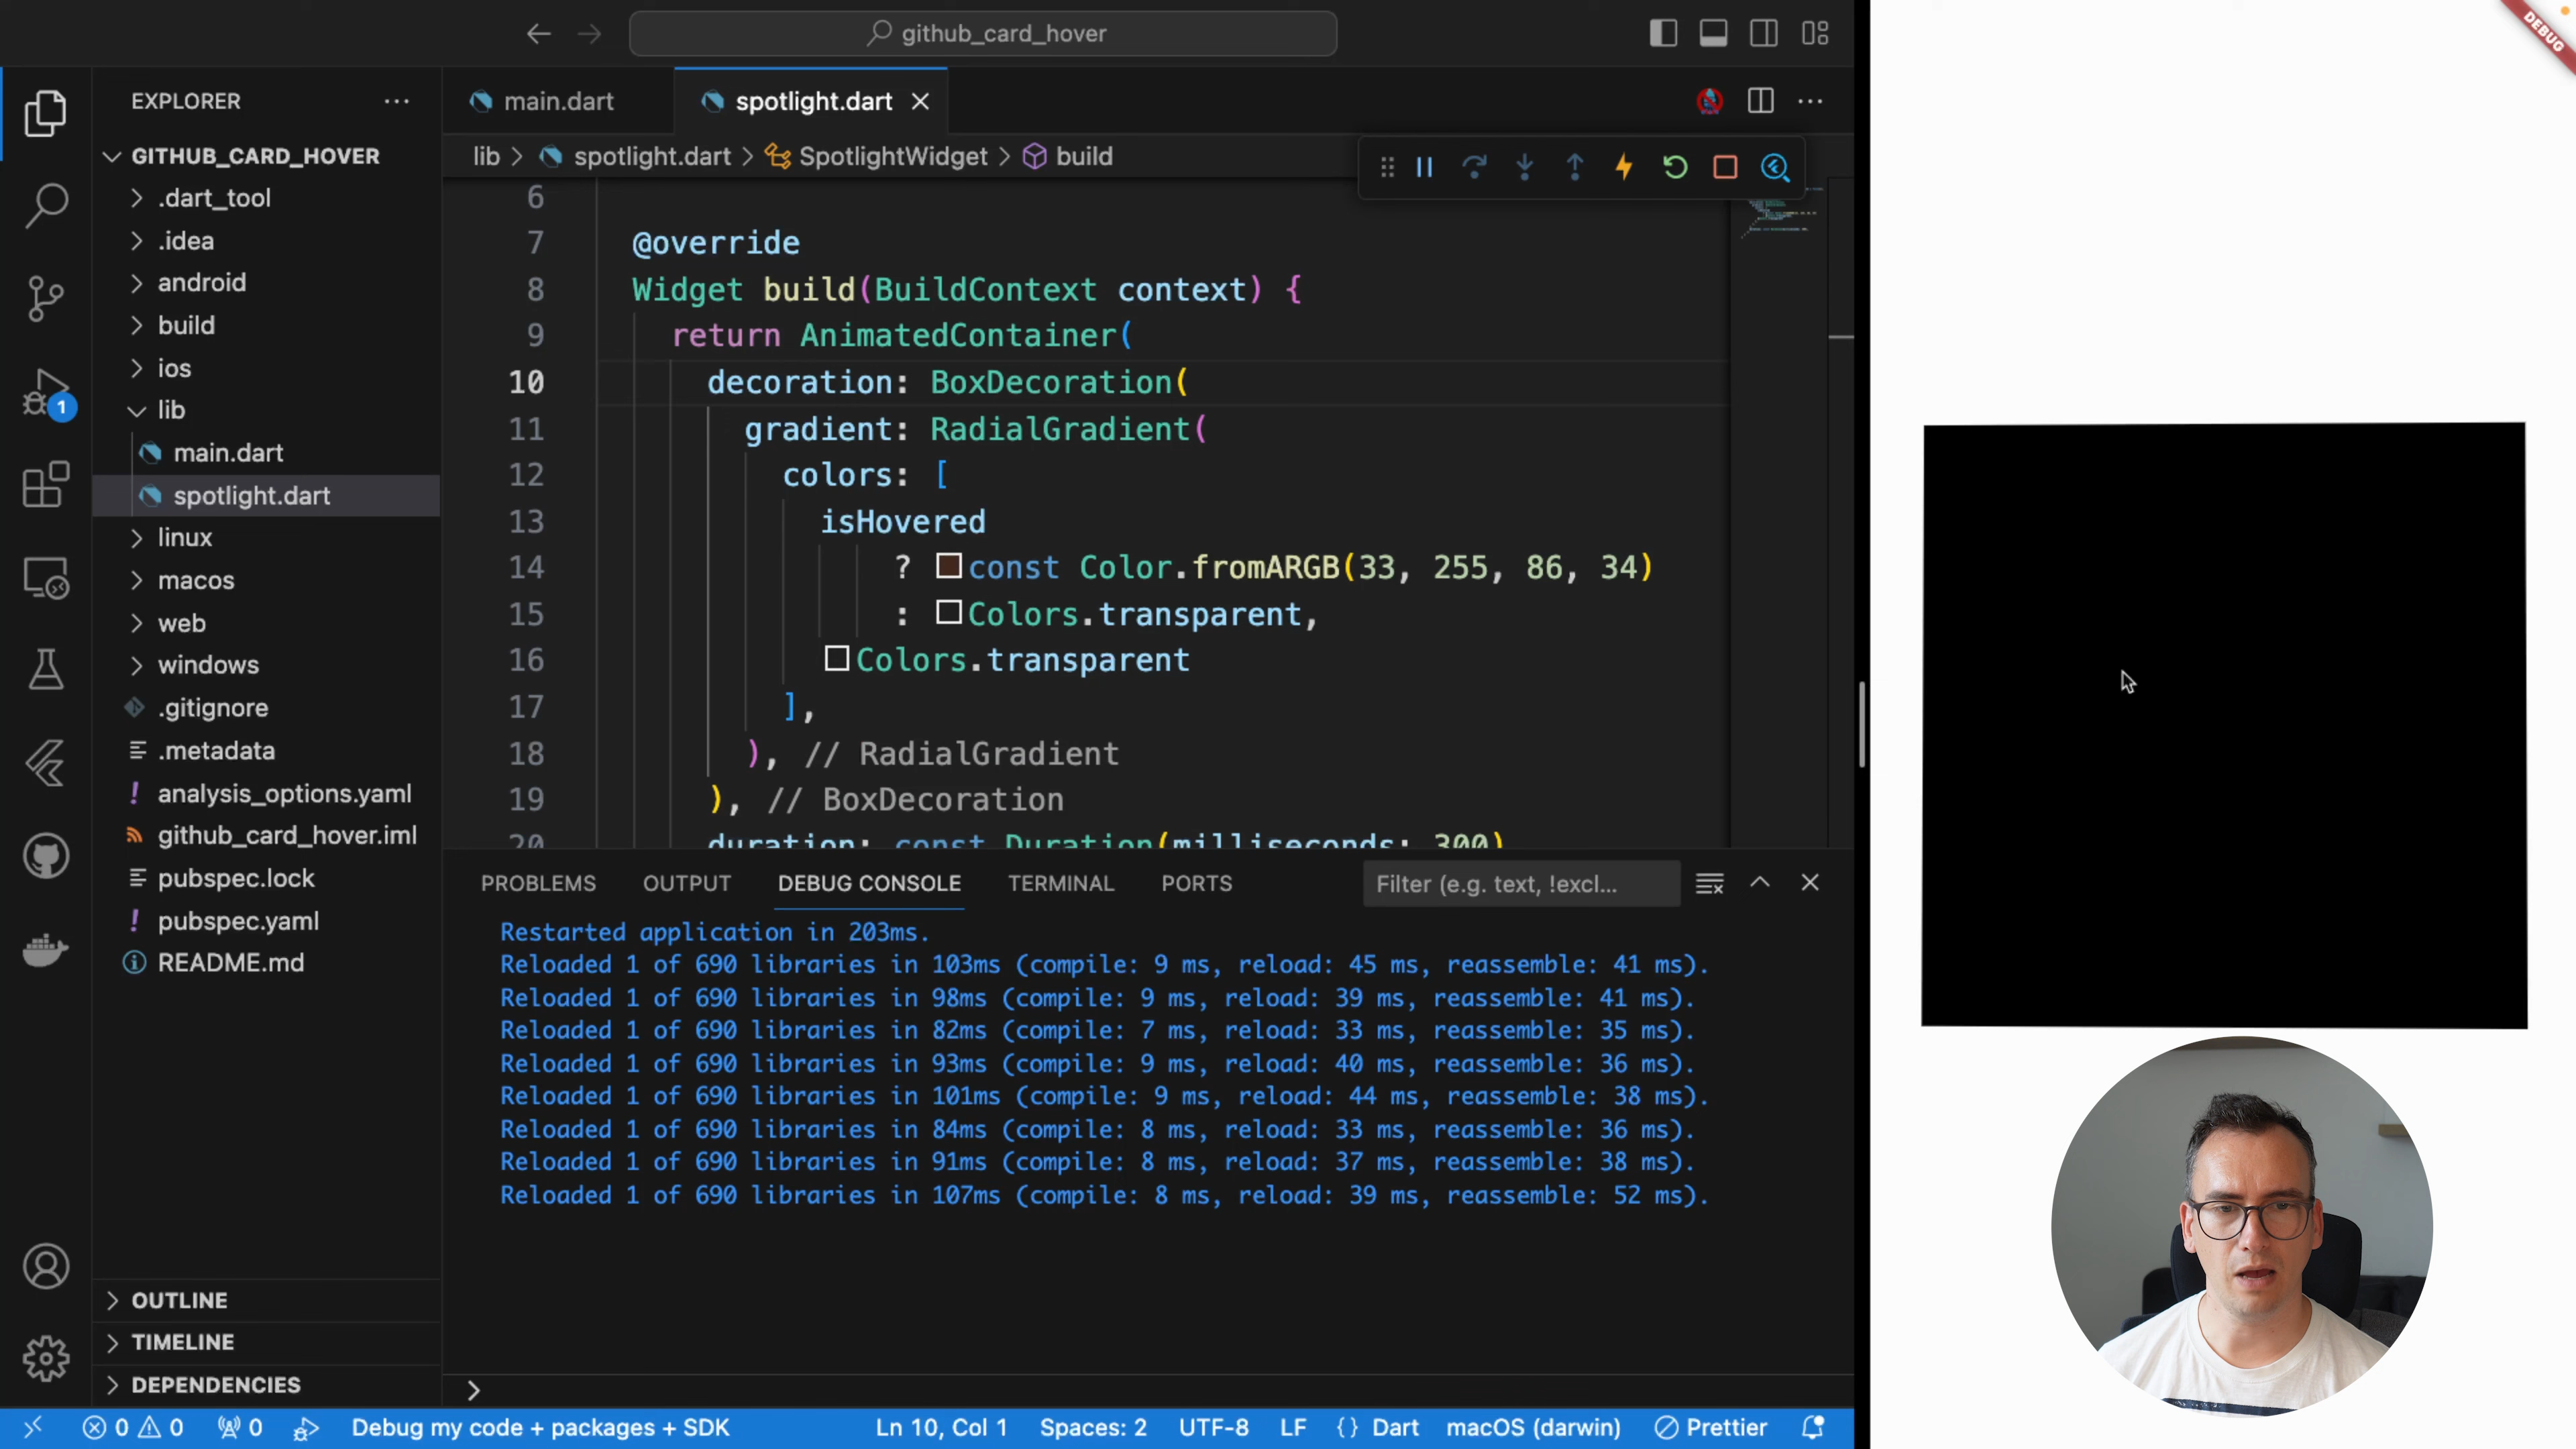 github_card_hover
DEBUG
EXPLORER
main.dart
spotlight.dart
GITHUB_CARD_HOVER
lib
spotlight.dart
SpotlightWidget
build
.dart_tool
.idea
android
build
ios
lib
main.dart
spotlight.dart
linux
macos
web
windows
.gitignore
.metadata
analysis_options.yaml
github_card_hover.iml
pubspec.lock
pubspec.yaml
README.md
OUTLINE
TIMELINE
DEPENDENCIES
1
6
7 @override
8 Widget build(BuildContext context) {
9 return AnimatedContainer(
10 decoration: BoxDecoration(
11 gradient: RadialGradient(
12 colors: [
13 isHovered
14 ? const Color.fromARGB(33, 255, 86, 34)
15 : Colors.transparent,
16 Colors.transparent
17 ],
18 ), // RadialGradient
19 ), // BoxDecoration
20 duration: const Duration(milliseconds: 300)
PROBLEMS OUTPUT DEBUG CONSOLE TERMINAL PORTS
Filter (e.g. text, !excl...
Restarted application in 203ms.
Reloaded 1 of 690 libraries in 103ms (compile: 9 ms, reload: 45 ms, reassemble: 41 ms).
Reloaded 1 of 690 libraries in 98ms (compile: 9 ms, reload: 39 ms, reassemble: 41 ms).
Reloaded 1 of 690 libraries in 82ms (compile: 7 ms, reload: 33 ms, reassemble: 35 ms).
Reloaded 1 of 690 libraries in 93ms (compile: 9 ms, reload: 40 ms, reassemble: 36 ms).
Reloaded 1 of 690 libraries in 101ms (compile: 9 ms, reload: 44 ms, reassemble: 38 ms).
Reloaded 1 of 690 libraries in 84ms (compile: 8 ms, reload: 33 ms, reassemble: 36 ms).
Reloaded 1 of 690 libraries in 91ms (compile: 8 ms, reload: 37 ms, reassemble: 38 ms).
Reloaded 1 of 690 libraries in 107ms (compile: 8 ms, reload: 39 ms, reassemble: 52 ms).
0 0 0 Debug my code + packages + SDK Ln 10, Col 1 Spaces: 2 UTF-8 LF {} Dart macOS (darwin) Prettier